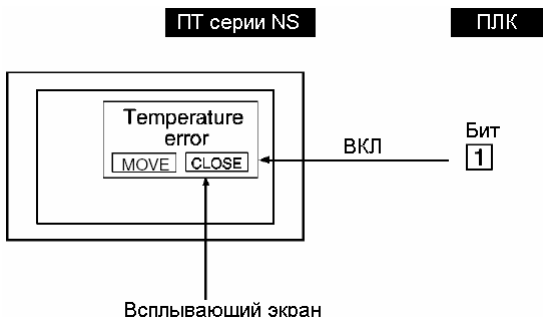 ПТ серии NS
ПЛК
Temperature
error
MOVE CLOSE
ВКЛ
Бит
1
Всплывающий экран